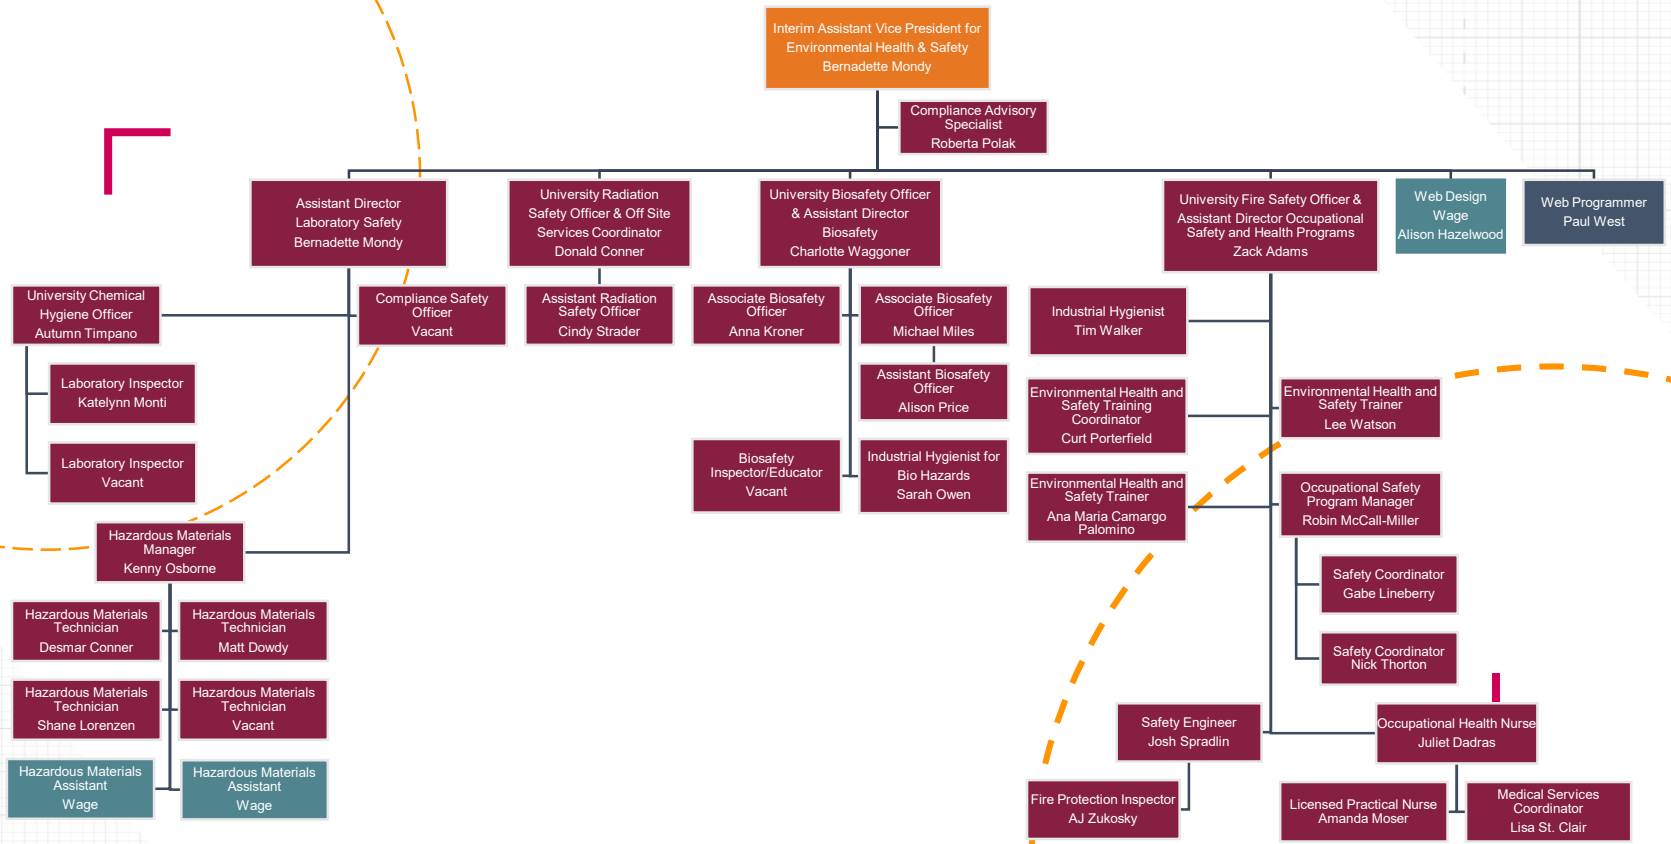 Interim Assistant Vice President for
Environmental Health & Safety
Bernadette Mondy
Compliance Advisory
Specialist
Roberta Polak
Assistant Director
Laboratory Safety
Bernadette Mondy
University Radiation
Safety Officer & Off Site
Services Coordinator
Donald Conner
University Biosafety Officer
& Assistant Director
Biosafety
Charlotte Waggoner
University Fire Safety Officer &
Assistant Director Occupational
Safety and Health Programs
Zack Adams
Web Design
Wage
Alison Hazelwood
Web Programmer
Paul West
University Chemical
Hygiene Officer
Autumn Timpano
Compliance Safety
Officer
Vacant
Assistant Radiation
Safety Officer
Cindy Strader
Associate Biosafety
Officer
Anna Kroner
Associate Biosafety
Officer
Michael Miles
Industrial Hygienist
Tim Walker
Laboratory Inspector
Katelynn Monti
Assistant Biosafety
Officer
Alison Price
Environmental Health and
Safety Training
Coordinator
Curt Porterfield
Environmental Health and
Safety Trainer
Lee Watson
Laboratory Inspector
Vacant
Biosafety
Inspector/Educator
Vacant
Industrial Hygienist for
Bio Hazards
Sarah Owen
Environmental Health and
Safety Trainer
Ana Maria Camargo
Palomino
Occupational Safety
Program Manager
Robin McCall-Miller
Hazardous Materials
Manager
Kenny Osborne
Safety Coordinator
Gabe Lineberry
Hazardous Materials
Technician
Desmar Conner
Hazardous Materials
Technician
Matt Dowdy
Safety Coordinator
Nick Thorton
Hazardous Materials
Technician
Shane Lorenzen
Hazardous Materials
Technician
Vacant
Safety Engineer
Josh Spradlin
Occupational Health Nurse
Juliet Dadras
Hazardous Materials
Assistant
Wage
Hazardous Materials
Assistant
Wage
Fire Protection Inspector
AJ Zukosky
Licensed Practical Nurse
Amanda Moser
Medical Services
Coordinator
Lisa St. Clair